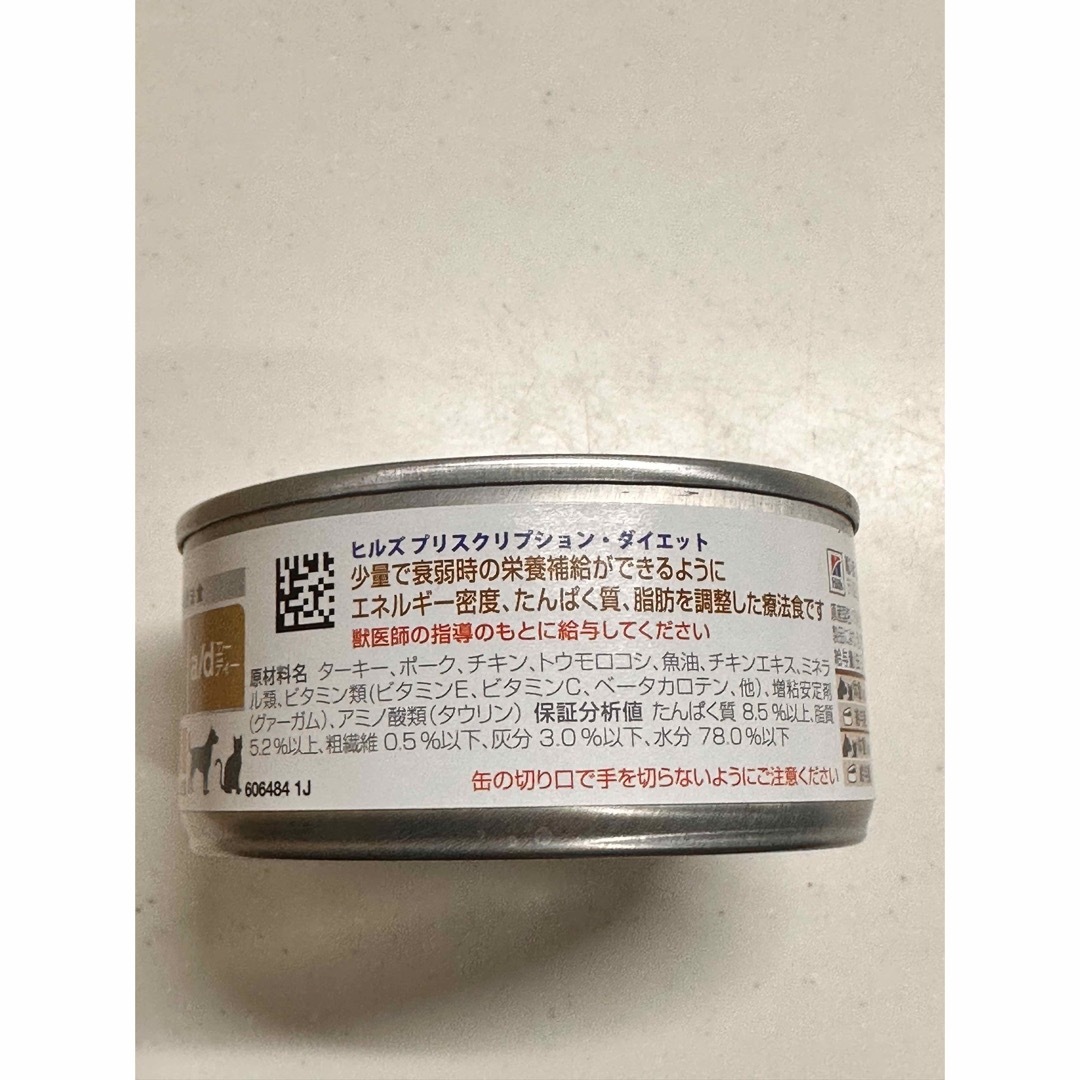 ヒルズ プリスクリプション・ダイエット
少量で衰弱時の栄養補給ができるように
エネルギー密度、たんぱく質、脂肪を調整した療法食です
獣医師の指導のもとに給与してください
食
a/d エー ディー
原材料名 ターキー、ポーク、チキン、トウモロコシ、魚油、チキンエキス、ミネラ
ル類、ビタミン類(ビタミンE、ビタミンC、ベータカロテン、他)、増粘安定剤
(グァーガム)、アミノ酸類(タウリン) 保証分析値 たんぱく質 8.5%以上、脂質
5.2%以上、粗繊維 0.5%以下、灰分 3.0%以下、水分 78.0%以下
缶の切り口で手を切らないようにご注意ください
606484 1J